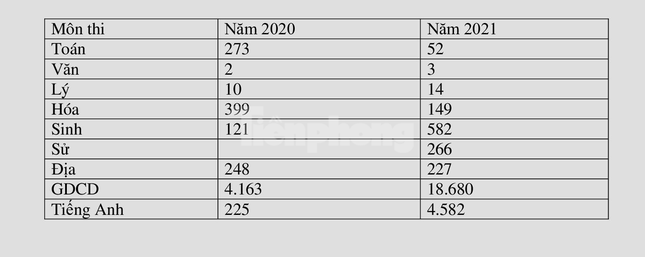 Môn thi Năm 2020 Năm 2021
Toán 273 52
Văn 2 3
Lý 10 14
Hóa 399 149
Sinh 121 582
Sử 266
Địa 248 227
GDCD 4.163 18.680
Tiếng Anh 225 4.582
Tienphong